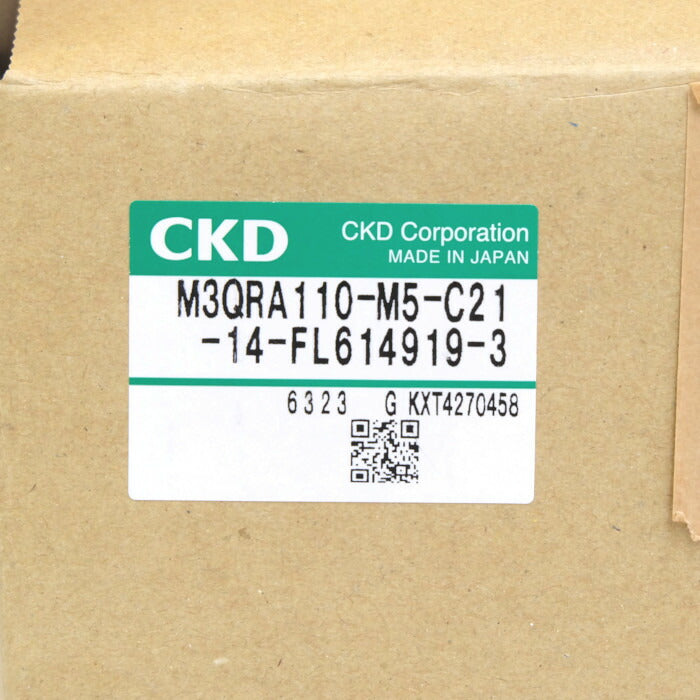 CKD
CKD Corporation
MADE IN JAPAN
M3QRA110-M5-C21
-14-FL614919-3
6323 G KXT4270458